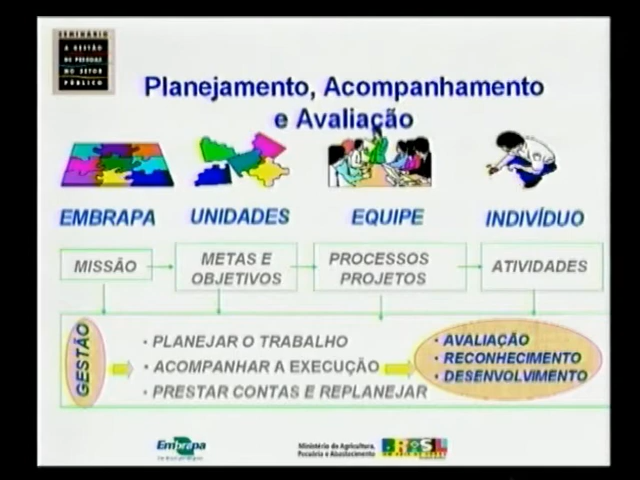 SEMINÁRIO
A GESTÃO
DE PESSOAS
NO SETOR
PÚBLICO
Planejamento, Acompanhamento
e Avaliação
EMBRAPA
UNIDADES
EQUIPE
INDIVÍDUO
MISSÃO
METAS E
OBJETIVOS
PROCESSOS
PROJETOS
ATIVIDADES
GESTÃO
• PLANEJAR O TRABALHO
• ACOMPANHAR A EXECUÇÃO
• PRESTAR CONTAS E REPLANEJAR
• AVALIAÇÃO
• RECONHECIMENTO
• DESENVOLVIMENTO
Embrapa
Ministério da Agricultura,
Pecuária e Abastecimento
BRASIL